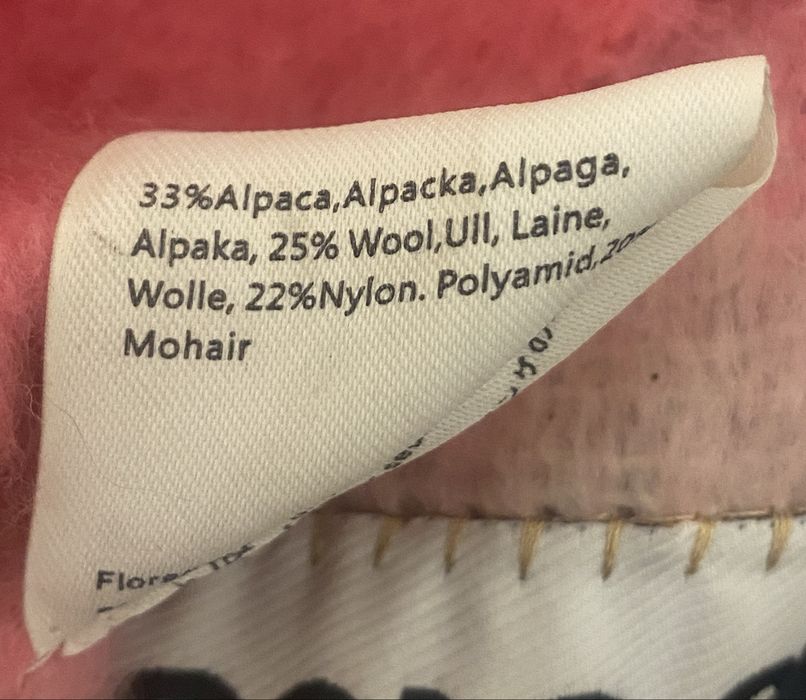 33%Alpaca,Alpacka,Alpaga,
Alpaka, 25% Wool,Ull, Laine,
Wolle, 22%Nylon. Polyamid,
Mohair